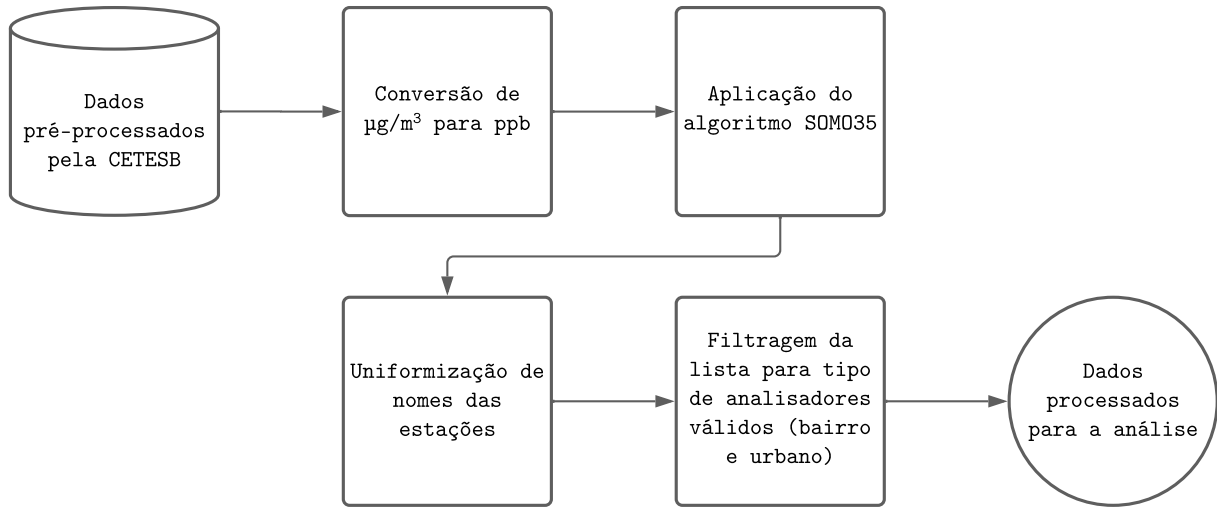 Dados
pré-processados
pela CETESB
Conversão de
µg/m³ para ppb
Aplicação do
algoritmo SOMO35
Uniformização de
nomes das
estações
Filtragem da
lista para tipo
de analisadores
válidos (bairro
e urbano)
Dados
processados
para a análise